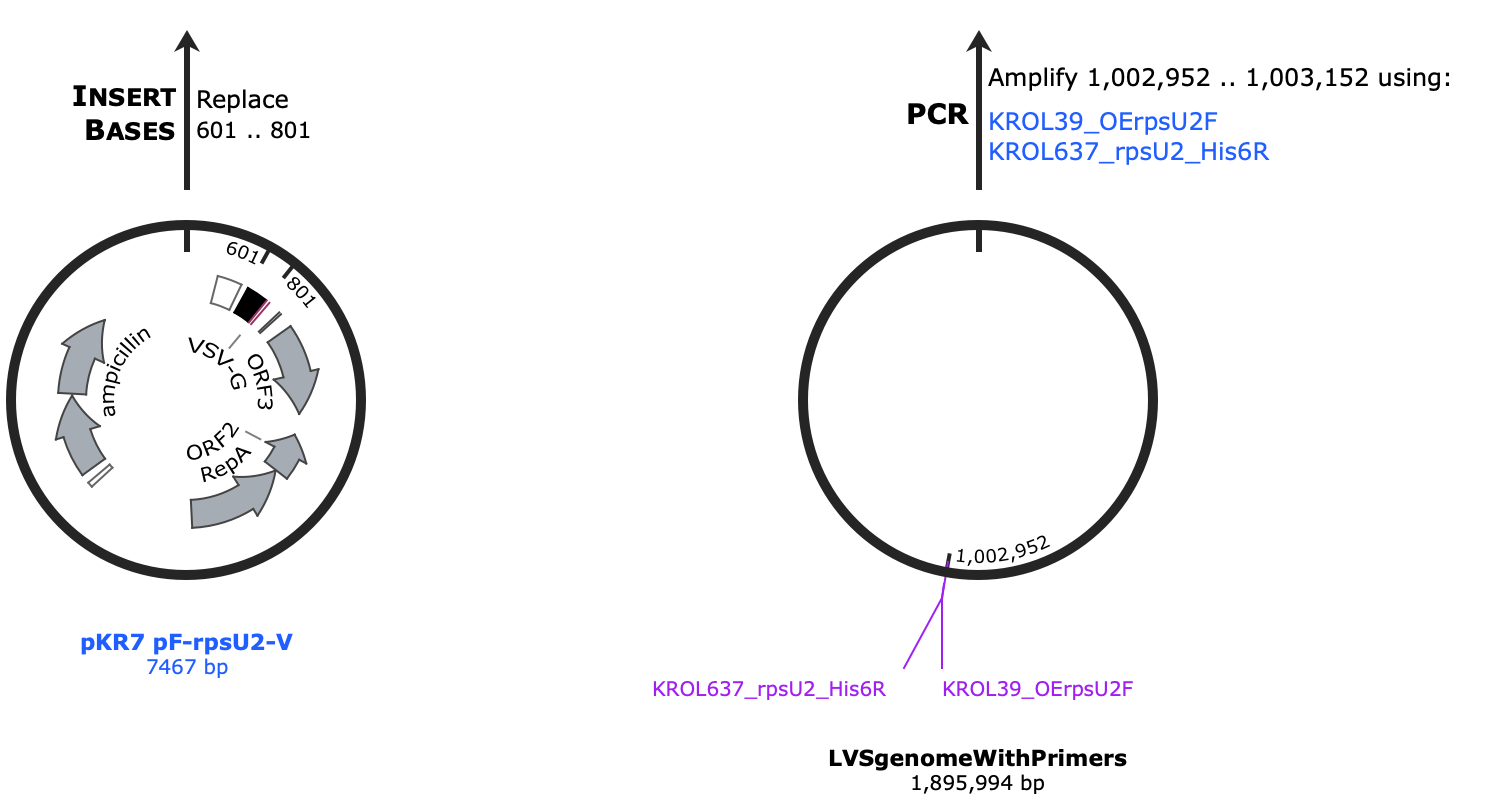 INSERT
BASES
Replace
601 .. 801
601
801
VSV-G
ORF3
ORF2
RepA
ampicillin
pKR7 pF-rpsU2-V
7467 bp
PCR
Amplify 1,002,952 .. 1,003,152 using:
KROL39_OErpsU2F
KROL637_rpsU2_His6R
1,002,952
KROL637_rpsU2_His6R
KROL39_OErpsU2F
LVSgenomeWithPrimers
1,895,994 bp